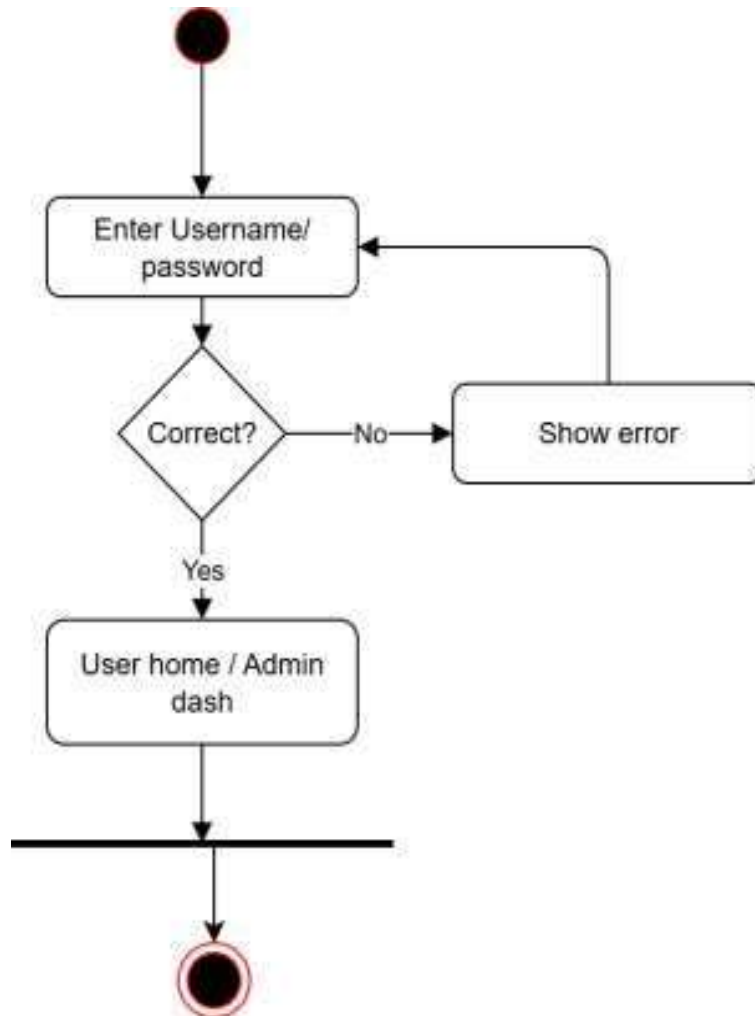 Enter Username/
password
Correct?
No
Show error
Yes
User home / Admin
dash